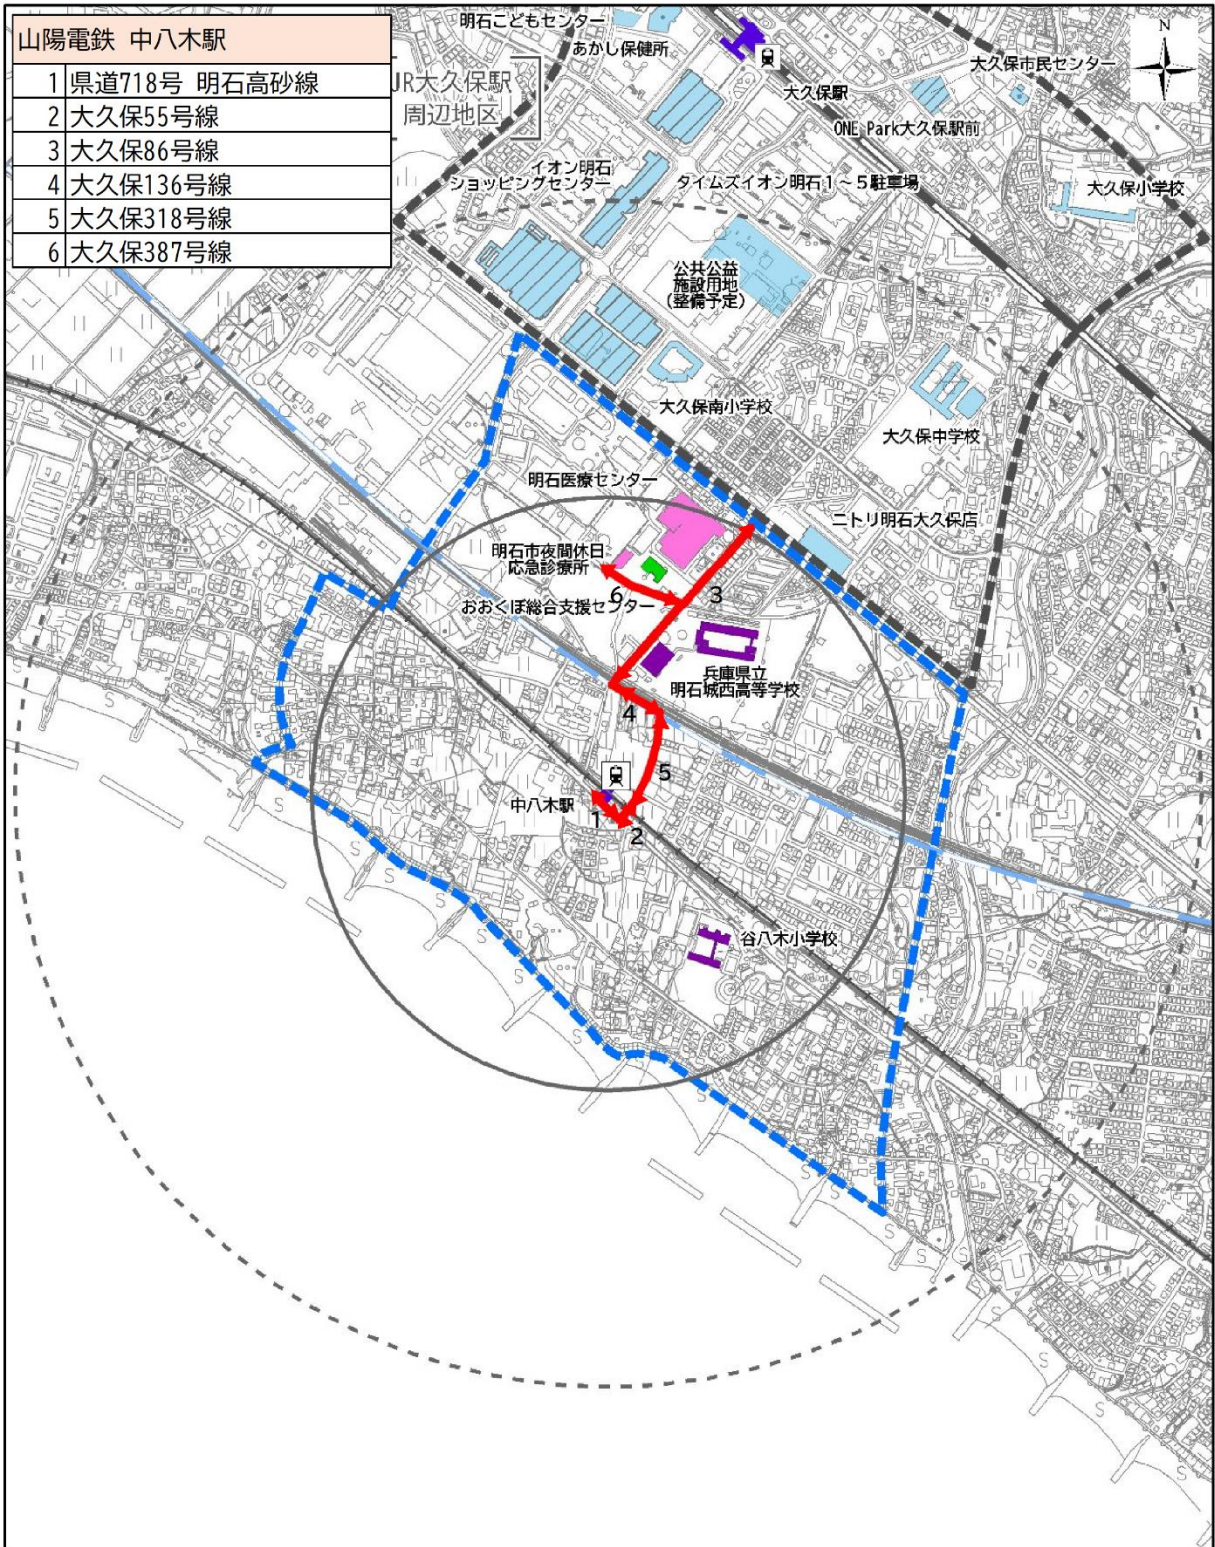 山陽電鉄 中八木駅
1 県道718号 明石高砂線
2 大久保55号線
3 大久保86号線
4 大久保136号線
5 大久保318号線
6 大久保387号線
JR大久保駅
周辺地区
明石こどもセンター
あかし保健所
大久保駅
大久保市民センター
N
ONE Park大久保駅前
イオン明石
ショッピングセンター
タイムズイオン明石1～5駐車場
大久保小学校
公共公益
施設用地
(整備予定)
大久保南小学校
大久保中学校
明石医療センター
ニトリ明石大久保店
明石市夜間休日
応急診療所
6
3
おおくぼ総合支援センター
兵庫県立
明石城西高等学校
4
5
中八木駅
1
2
谷八木小学校